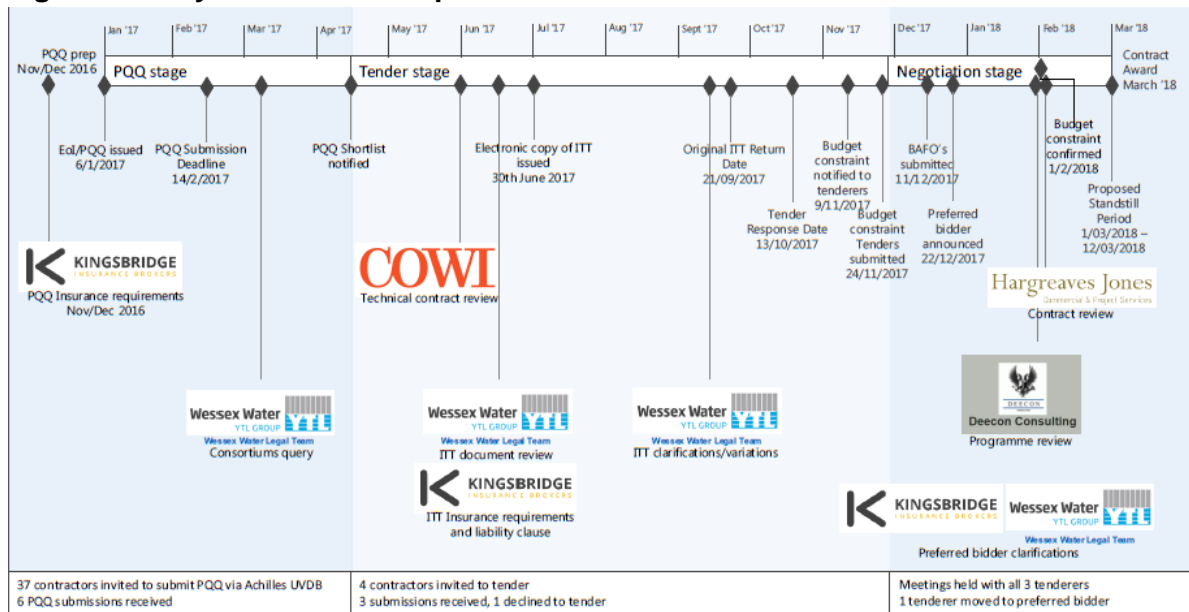 Jan '17
Feb '17
Mar '17
Apr '17
May '17
Jun '17
Jul '17
Aug '17
Sept '17
Oct '17
Nov '17
Dec '17
Jan '18
Feb '18
Mar '18
PQQ prep
Nov/Dec 2016
PQQ stage
Tender stage
Negotiation stage
Contract
Award
March '18
EoI/PQQ issued
6/1/2017
PQQ Submission
Deadline
14/2/2017
PQQ Shortlist
notified
Electronic copy of ITT
issued
30th June 2017
Original ITT Return
Date
21/09/2017
Tender
Response Date
13/10/2017
Budget
constraint
notified to
tenderers
9/11/2017
Budget
constraint
Tenders
submitted
24/11/2017
BAFO's
submitted
11/12/2017
Preferred
bidder
announced
22/12/2017
Budget
constraint
confirmed
1/2/2018
Proposed
Standstill
Period
1/03/2018 –
12/03/2018
KINGSBRIDGE
INSURANCE BROKERS
PQQ Insurance requirements
Nov/Dec 2016
COWI
Technical contract review
Hargreaves Jones
Commercial & Project Services
Contract review
Wessex Water
YTL GROUP
YTL
Wessex Water Legal Team
Consortiums query
Wessex Water
YTL GROUP
YTL
Wessex Water Legal Team
ITT document review
KINGSBRIDGE
INSURANCE BROKERS
ITT Insurance requirements
and liability clause
Wessex Water
YTL GROUP
YTL
Wessex Water Legal Team
ITT clarifications/variations
DEECON
Deecon Consulting
Programme review
KINGSBRIDGE
INSURANCE BROKERS
Wessex Water
YTL GROUP
YTL
Wessex Water Legal Team
Preferred bidder clarifications
37 contractors invited to submit PQQ via Achilles UVDB
6 PQQ submissions received
4 contractors invited to tender
3 submissions received, 1 declined to tender
Meetings held with all 3 tenderers
1 tenderer moved to preferred bidder